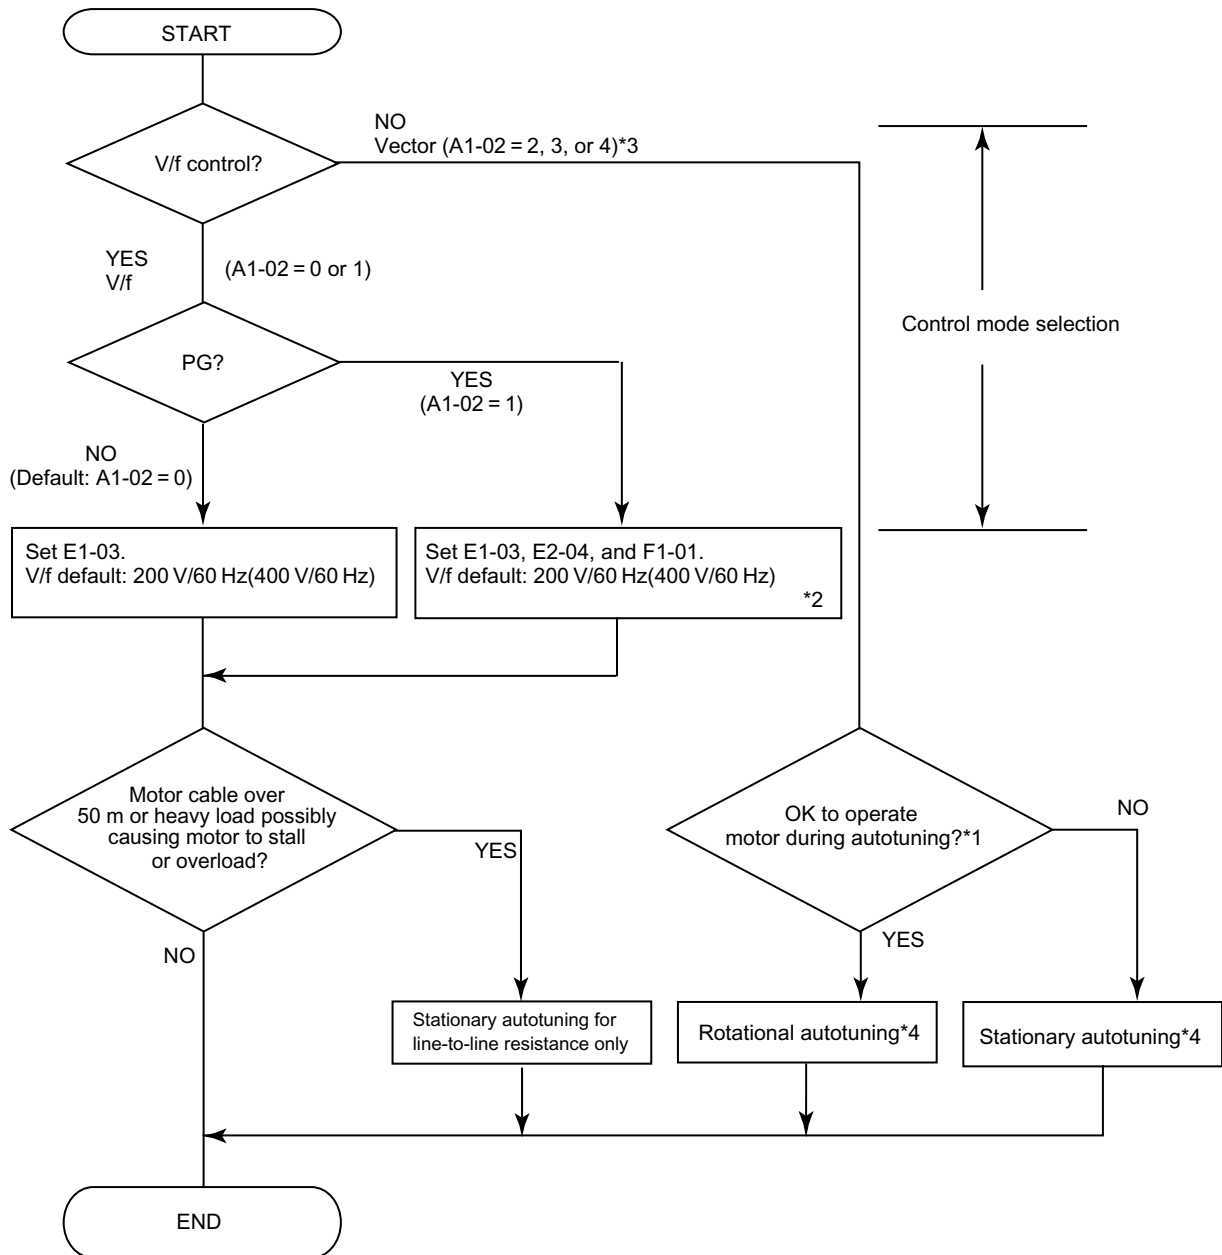 START
V/f control?
NO
Vector (A1-02 = 2, 3, or 4)*3
YES
V/f
(A1-02 = 0 or 1)
Control mode selection
PG?
YES
(A1-02 = 1)
NO
(Default: A1-02 = 0)
Set E1-03.
V/f default: 200 V/60 Hz(400 V/60 Hz)
Set E1-03, E2-04, and F1-01.
V/f default: 200 V/60 Hz(400 V/60 Hz)
*2
Motor cable over
50 m or heavy load possibly
causing motor to stall
or overload?
YES
NO
OK to operate
motor during autotuning?*1
NO
YES
Stationary autotuning for
line-to-line resistance only
Rotational autotuning*4
Stationary autotuning*4
END